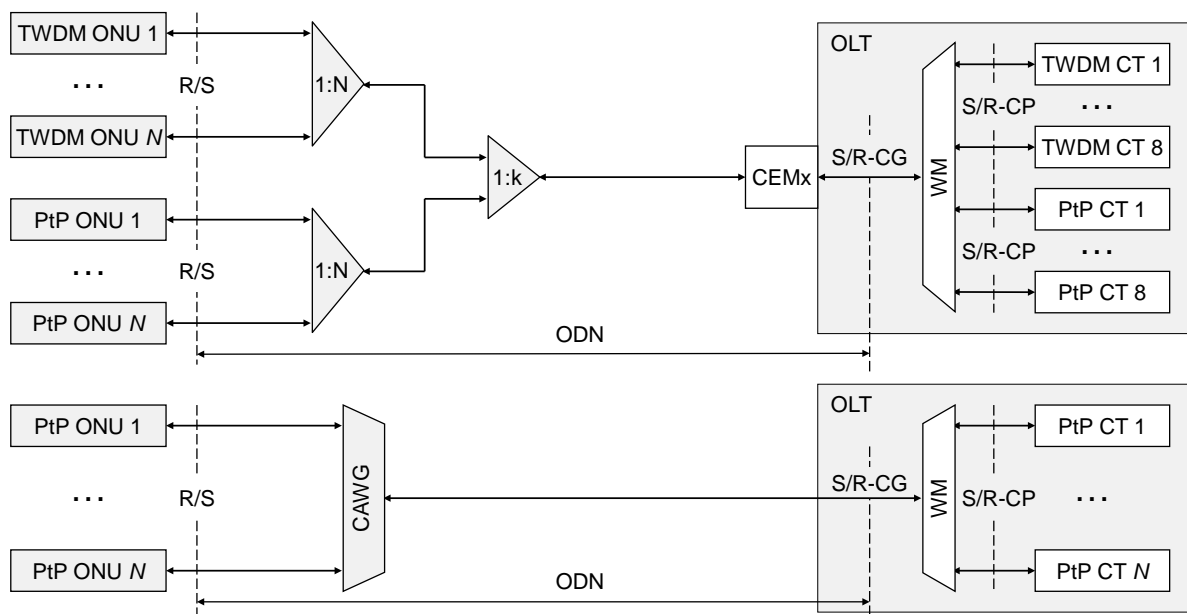 TWDM ONU 1
...
TWDM ONU N
R/S
1:N
PtP ONU 1
...
PtP ONU N
R/S
1:N
1:k
CEMx
OLT
S/R-CG
WM
S/R-CP
TWDM CT 1
...
TWDM CT 8
S/R-CP
PtP CT 1
...
PtP CT 8
ODN
PtP ONU 1
...
PtP ONU N
R/S
CAWG
OLT
S/R-CG
WM
S/R-CP
PtP CT 1
...
PtP CT N
ODN